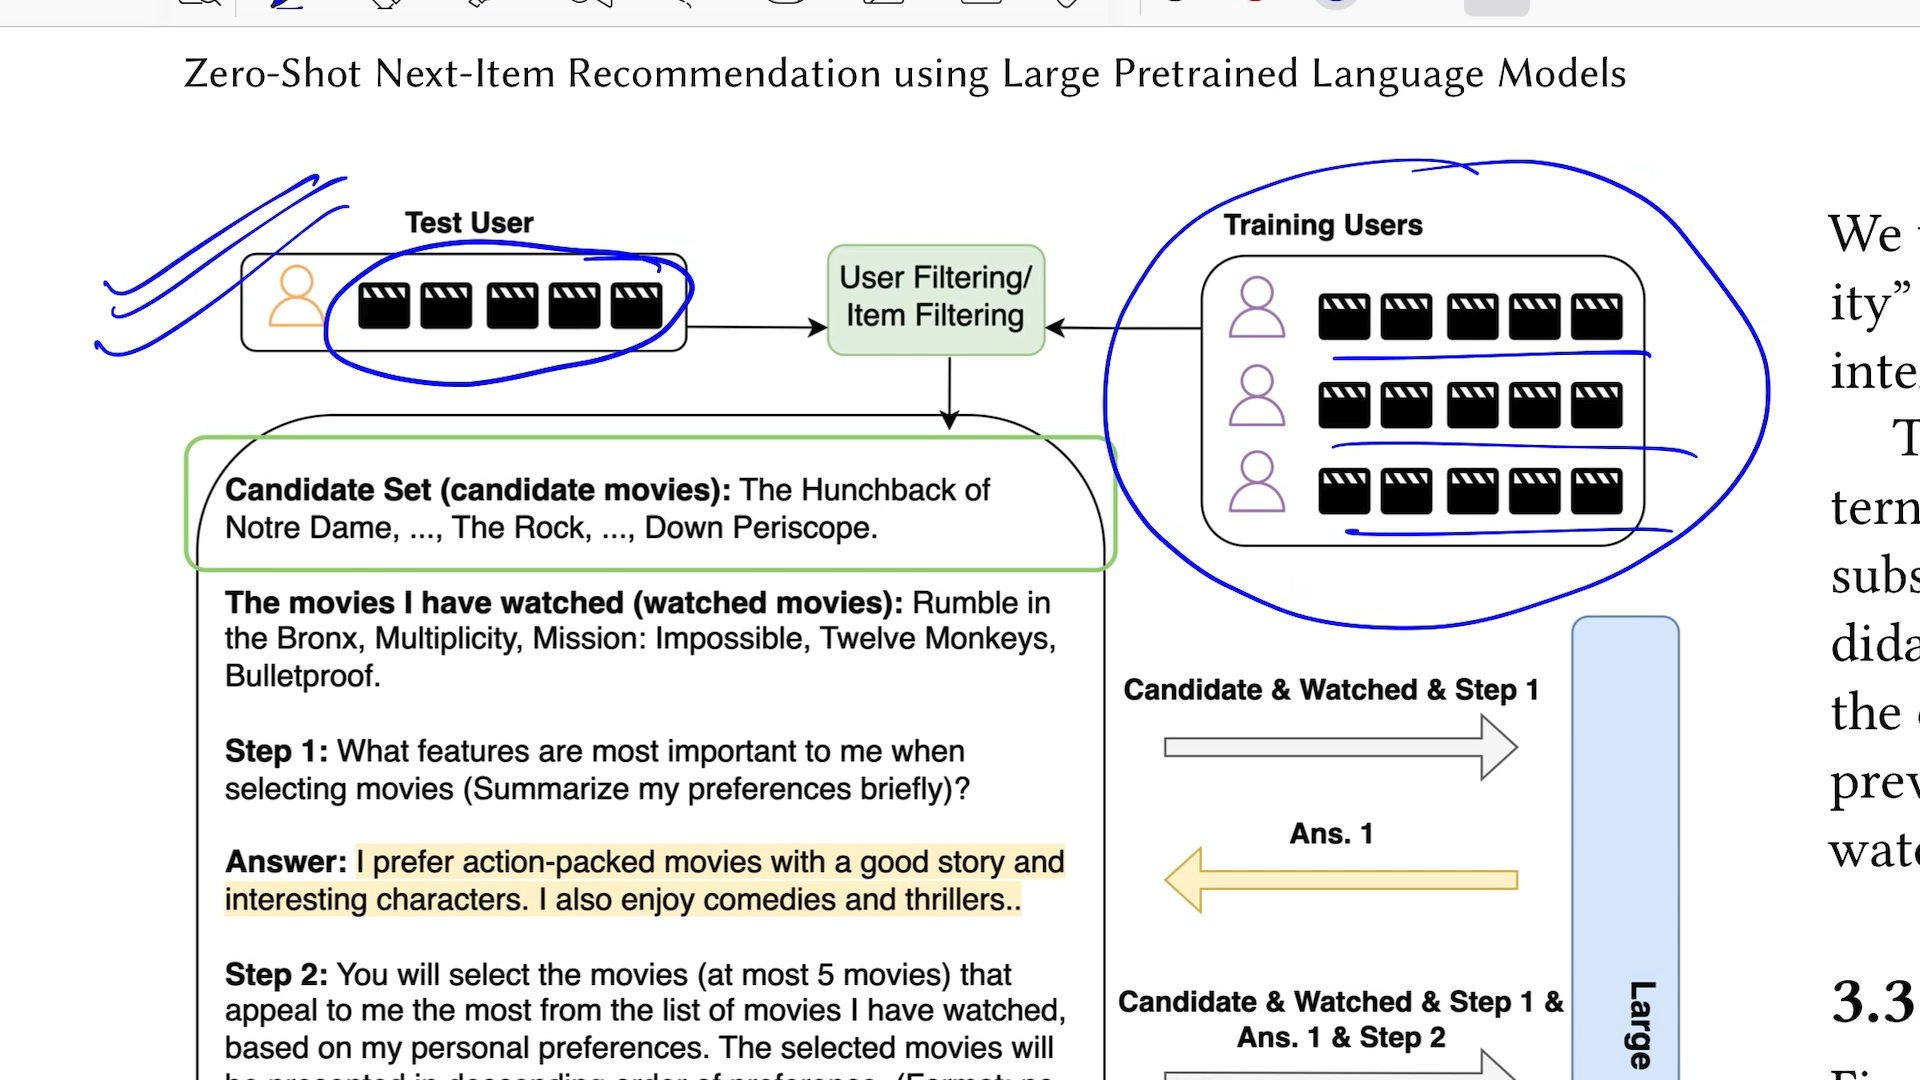 Zero-Shot Next-Item Recommendation using Large Pretrained Language Models
Test User
User Filtering/
Item Filtering
Training Users
Candidate Set (candidate movies): The Hunchback of
Notre Dame, ..., The Rock, ..., Down Periscope.
The movies I have watched (watched movies): Rumble in
the Bronx, Multiplicity, Mission: Impossible, Twelve Monkeys,
Bulletproof.
Step 1: What features are most important to me when
selecting movies (Summarize my preferences briefly)?
Answer: I prefer action-packed movies with a good story and
interesting characters. I also enjoy comedies and thrillers..
Step 2: You will select the movies (at most 5 movies) that
appeal to me the most from the list of movies I have watched,
based on my personal preferences. The selected movies will
Candidate & Watched & Step 1
Ans. 1
Candidate & Watched & Step 1 &
Ans. 1 & Step 2
Large
We
ity”
the
3.3